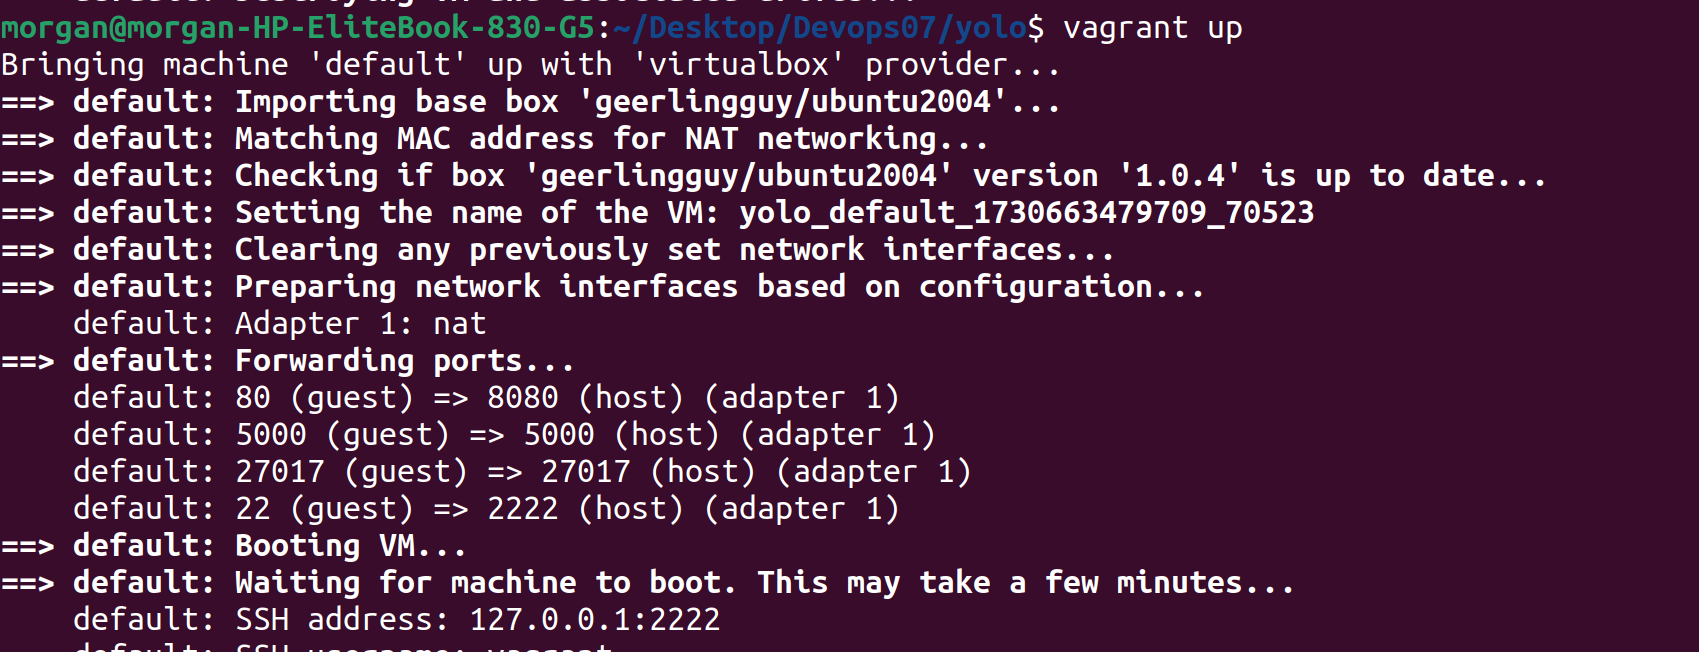 morgan@morgan-HP-EliteBook-830-G5:~/Desktop/Devops07/yolo$ vagrant up
Bringing machine 'default' up with 'virtualbox' provider...
==> default: Importing base box 'geerlingguy/ubuntu2004'...
==> default: Matching MAC address for NAT networking...
==> default: Checking if box 'geerlingguy/ubuntu2004' version '1.0.4' is up to date...
==> default: Setting the name of the VM: yolo_default_1730663479709_70523
==> default: Clearing any previously set network interfaces...
==> default: Preparing network interfaces based on configuration...
    default: Adapter 1: nat
==> default: Forwarding ports...
    default: 80 (guest) => 8080 (host) (adapter 1)
    default: 5000 (guest) => 5000 (host) (adapter 1)
    default: 27017 (guest) => 27017 (host) (adapter 1)
    default: 22 (guest) => 2222 (host) (adapter 1)
==> default: Booting VM...
==> default: Waiting for machine to boot. This may take a few minutes...
    default: SSH address: 127.0.0.1:2222
    default: SSH username: vagrant